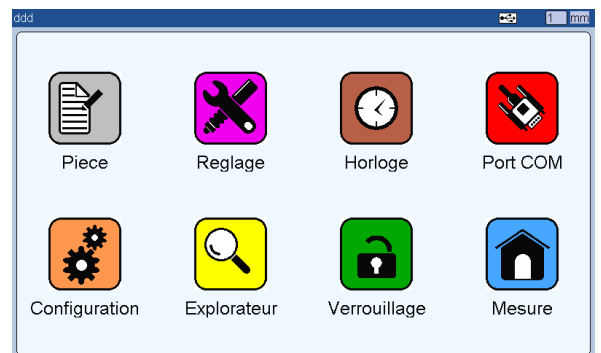 ddd 1 mm
Piece Reglage Horloge Port COM
Configuration Explorateur Verrouillage Mesure